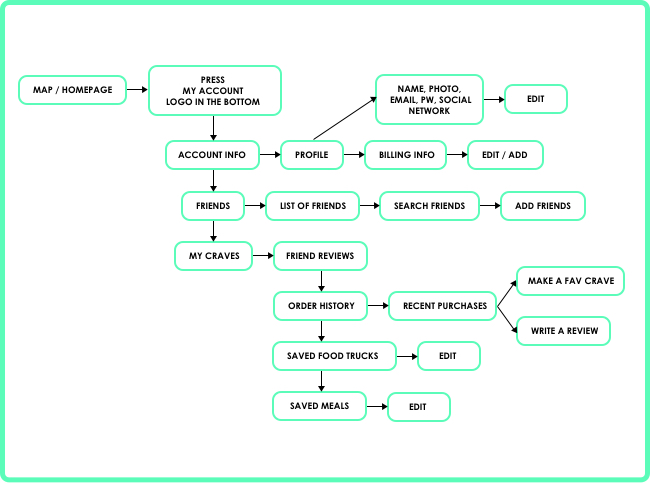 MAP / HOMEPAGE
PRESS
MY ACCOUNT
LOGO IN THE BOTTOM
NAME, PHOTO,
EMAIL, PW, SOCIAL
NETWORK
EDIT
ACCOUNT INFO
PROFILE
BILLING INFO
EDIT / ADD
FRIENDS
LIST OF FRIENDS
SEARCH FRIENDS
ADD FRIENDS
MY CRAVES
FRIEND REVIEWS
ORDER HISTORY
RECENT PURCHASES
MAKE A FAV CRAVE
WRITE A REVIEW
SAVED FOOD TRUCKS
EDIT
SAVED MEALS
EDIT